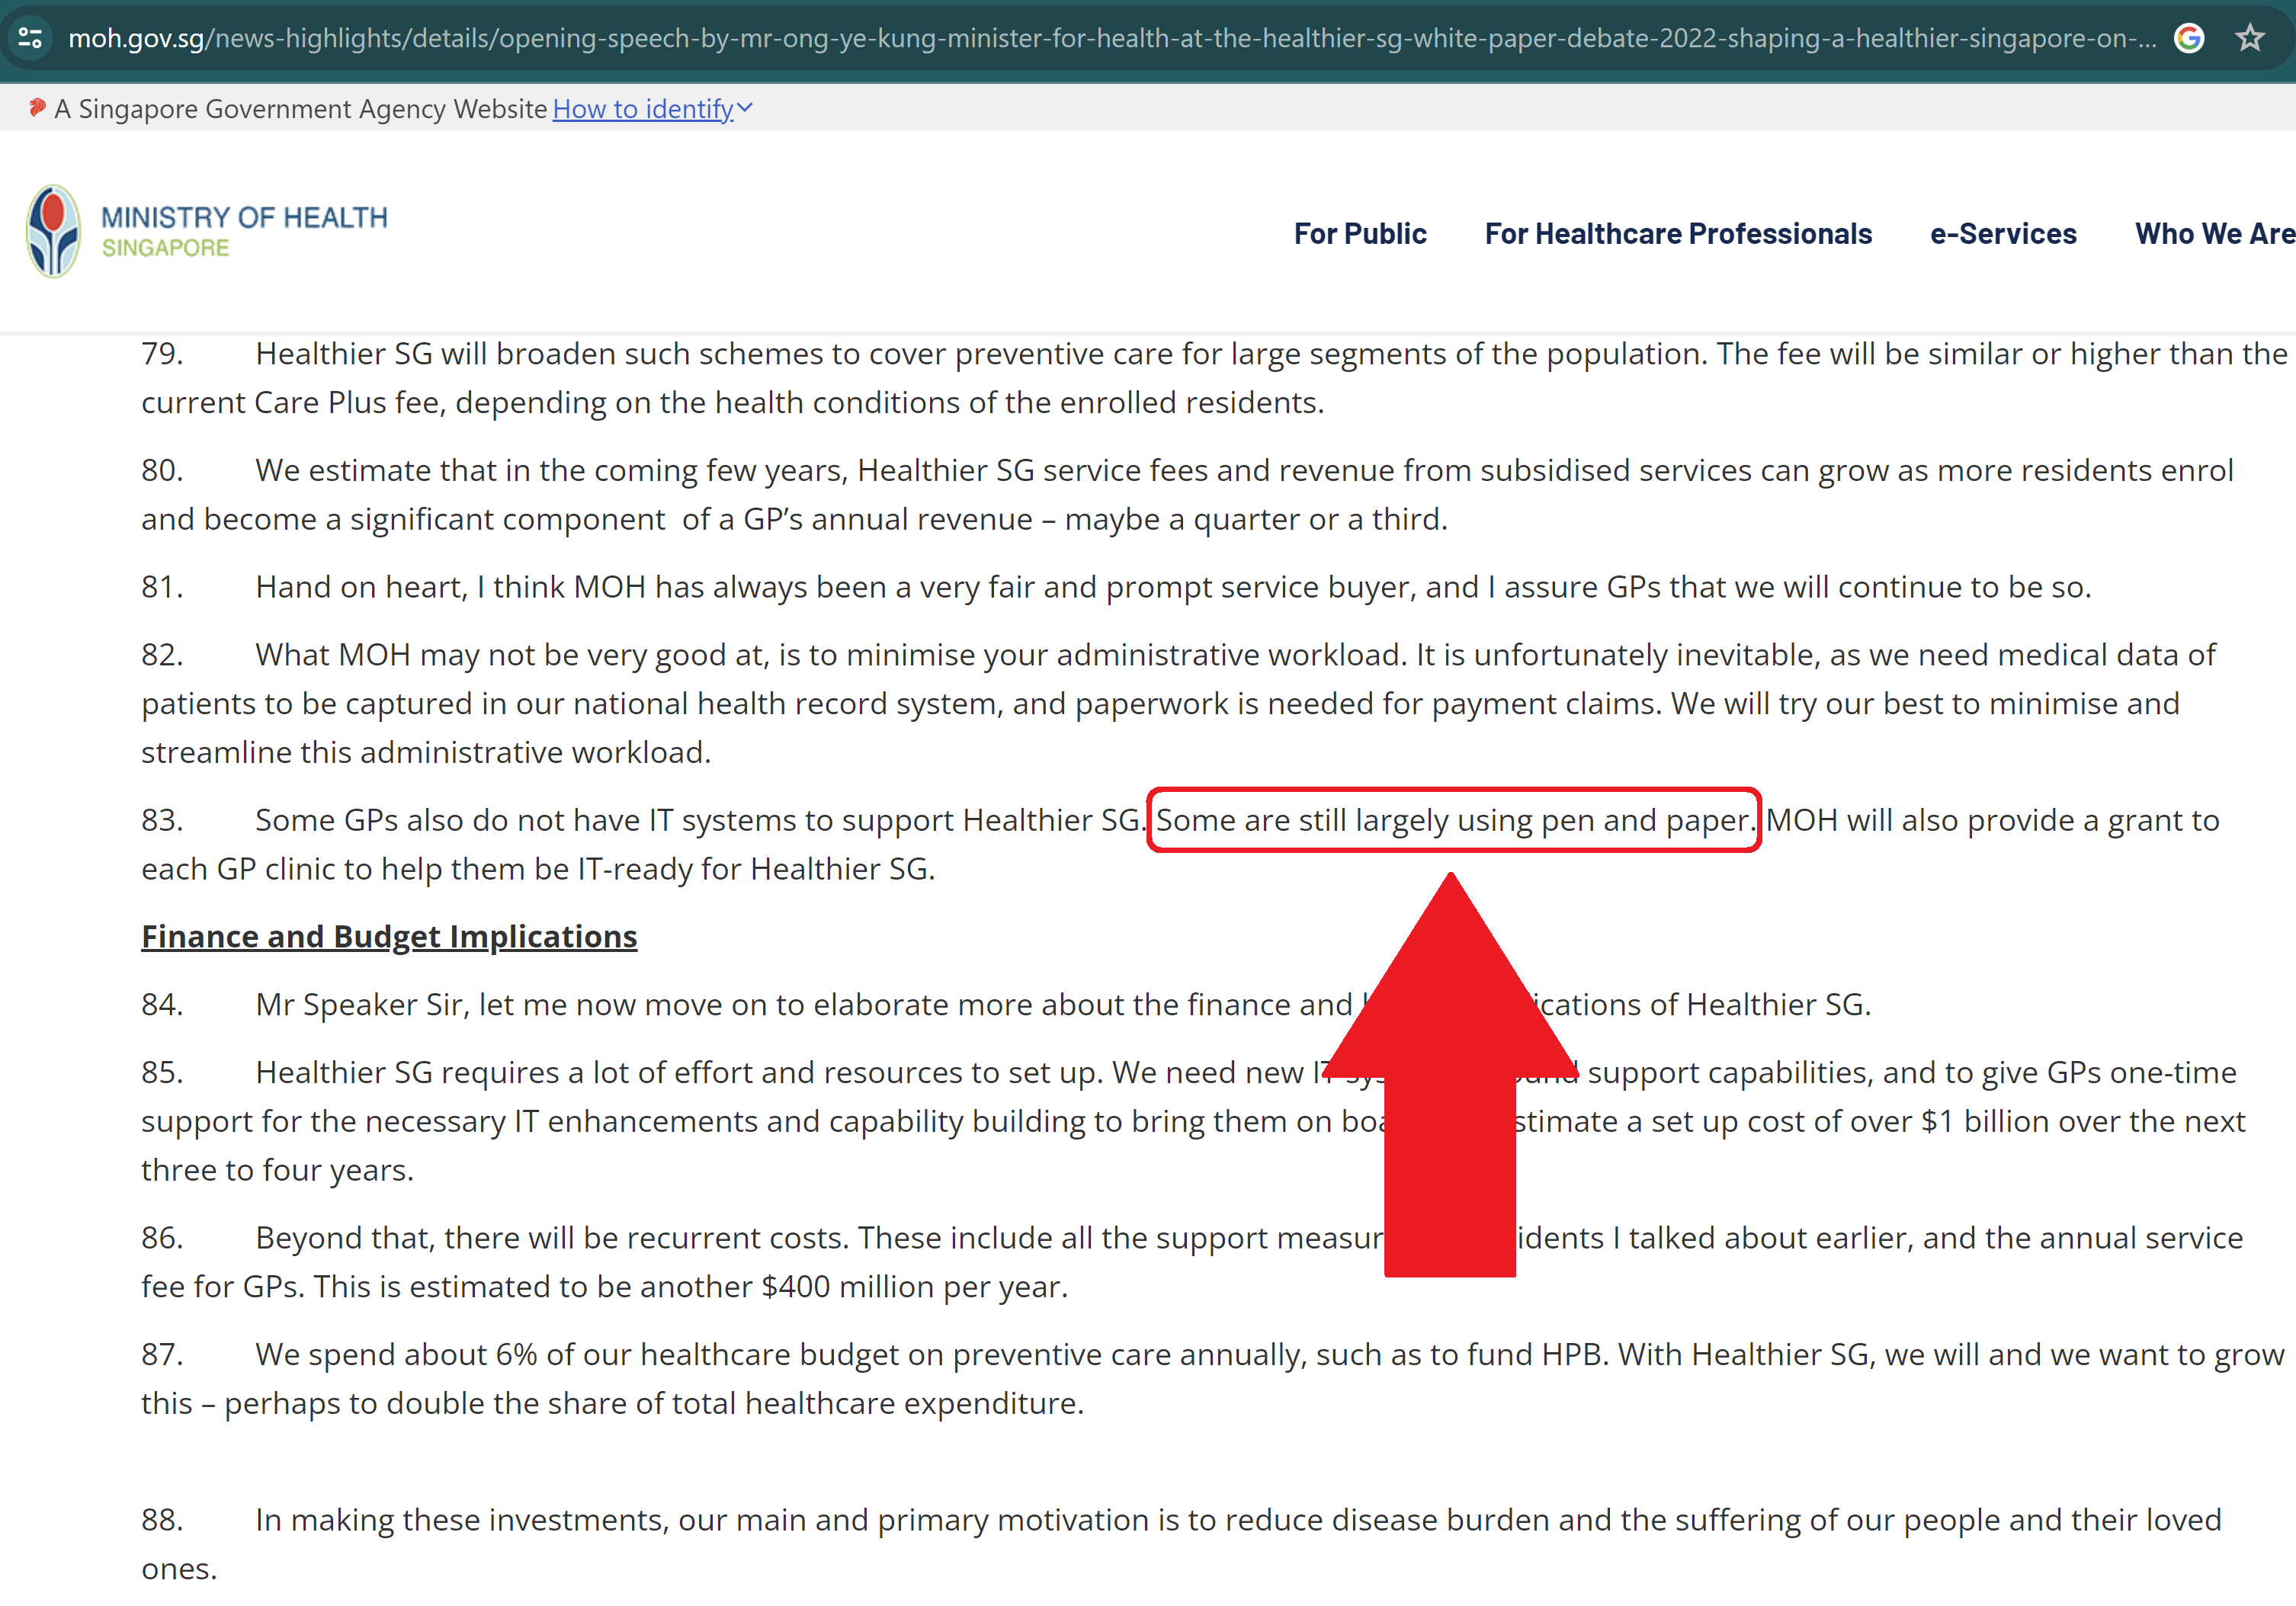 moh.gov.sg/news-highlights/details/opening-speech-by-mr-ong-ye-kung-minister-for-health-at-the-healthier-sg-white-paper-debate-2022-shaping-a-healthier-singapore-on-...
A Singapore Government Agency Website How to identify
MINISTRY OF HEALTH
SINGAPORE
For Public For Healthcare Professionals e-Services Who We Are
79. Healthier SG will broaden such schemes to cover preventive care for large segments of the population. The fee will be similar or higher than the
current Care Plus fee, depending on the health conditions of the enrolled residents.
80. We estimate that in the coming few years, Healthier SG service fees and revenue from subsidised services can grow as more residents enrol
and become a significant component of a GP’s annual revenue – maybe a quarter or a third.
81. Hand on heart, I think MOH has always been a very fair and prompt service buyer, and I assure GPs that we will continue to be so.
82. What MOH may not be very good at, is to minimise your administrative workload. It is unfortunately inevitable, as we need medical data of
patients to be captured in our national health record system, and paperwork is needed for payment claims. We will try our best to minimise and
streamline this administrative workload.
83. Some GPs also do not have IT systems to support Healthier SG. Some are still largely using pen and paper. MOH will also provide a grant to
each GP clinic to help them be IT-ready for Healthier SG.
Finance and Budget Implications
84. Mr Speaker Sir, let me now move on to elaborate more about the finance and ications of Healthier SG.
85. Healthier SG requires a lot of effort and resources to set up. We need new IT support capabilities, and to give GPs one-time
support for the necessary IT enhancements and capability building to bring them on boa stimate a set up cost of over $1 billion over the next
three to four years.
86. Beyond that, there will be recurrent costs. These include all the support measur idents I talked about earlier, and the annual service
fee for GPs. This is estimated to be another $400 million per year.
87. We spend about 6% of our healthcare budget on preventive care annually, such as to fund HPB. With Healthier SG, we will and we want to grow
this – perhaps to double the share of total healthcare expenditure.
88. In making these investments, our main and primary motivation is to reduce disease burden and the suffering of our people and their loved
ones.